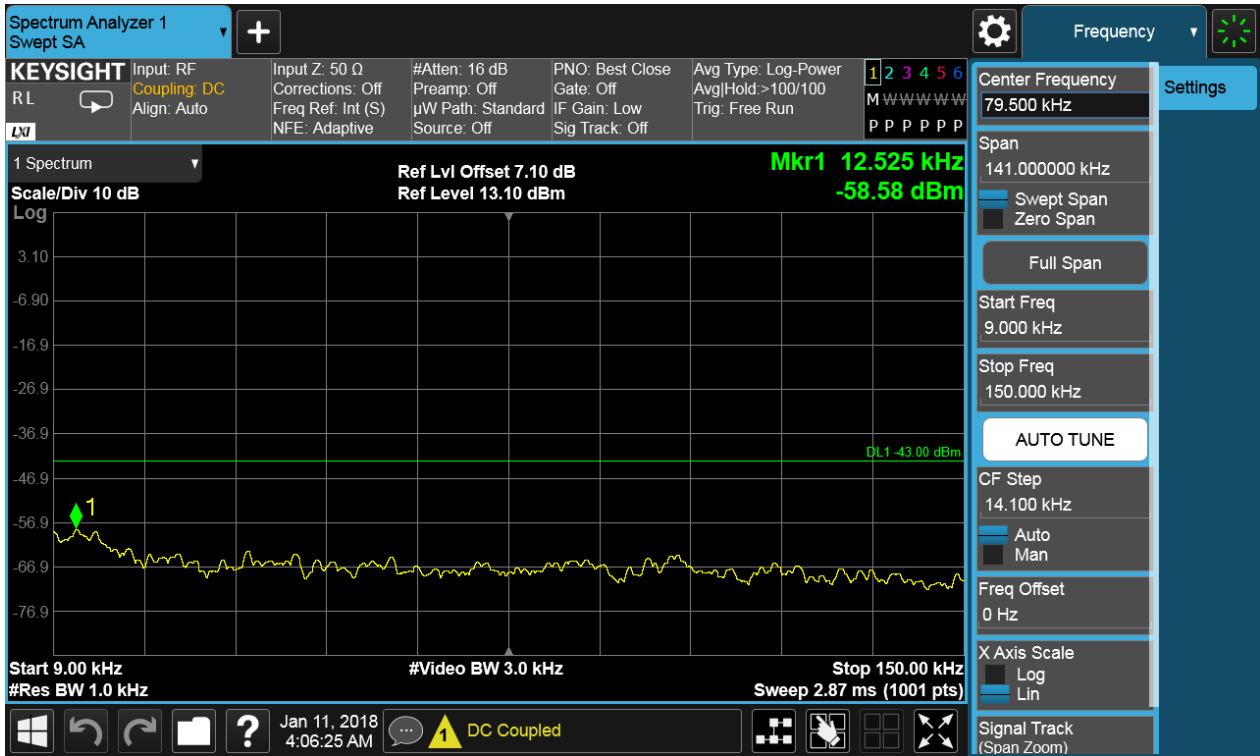 Spectrum Analyzer 1
Swept SA
+
Frequency
KEYSIGHT
R L
LXI
Input: RF
Coupling: DC
Align: Auto
Input Z: 50 Ω
Corrections: Off
Freq Ref: Int (S)
NFE: Adaptive
#Atten: 16 dB
Preamp: Off
µW Path: Standard
Source: Off
PNO: Best Close
Gate: Off
IF Gain: Low
Sig Track: Off
Avg Type: Log-Power
Avg|Hold:>100/100
Trig: Free Run
1 2 3 4 5 6
M W W W W W
P P P P P P
1 Spectrum
Scale/Div 10 dB
Log
Ref Lvl Offset 7.10 dB
Ref Level 13.10 dBm
Mkr1 12.525 kHz
-58.58 dBm
3.10
-6.90
-16.9
-26.9
-36.9
DL1 -43.00 dBm
-46.9
1
-56.9
-66.9
-76.9
Start 9.00 kHz
#Res BW 1.0 kHz
#Video BW 3.0 kHz
Stop 150.00 kHz
Sweep 2.87 ms (1001 pts)
Center Frequency
79.500 kHz
Span
141.000000 kHz
Swept Span
Zero Span
Full Span
Start Freq
9.000 kHz
Stop Freq
150.000 kHz
AUTO TUNE
CF Step
14.100 kHz
Auto
Man
Freq Offset
0 Hz
X Axis Scale
Log
Lin
Signal Track
(Span Zoom)
Settings
?
Jan 11, 2018
4:06:25 AM
1
DC Coupled